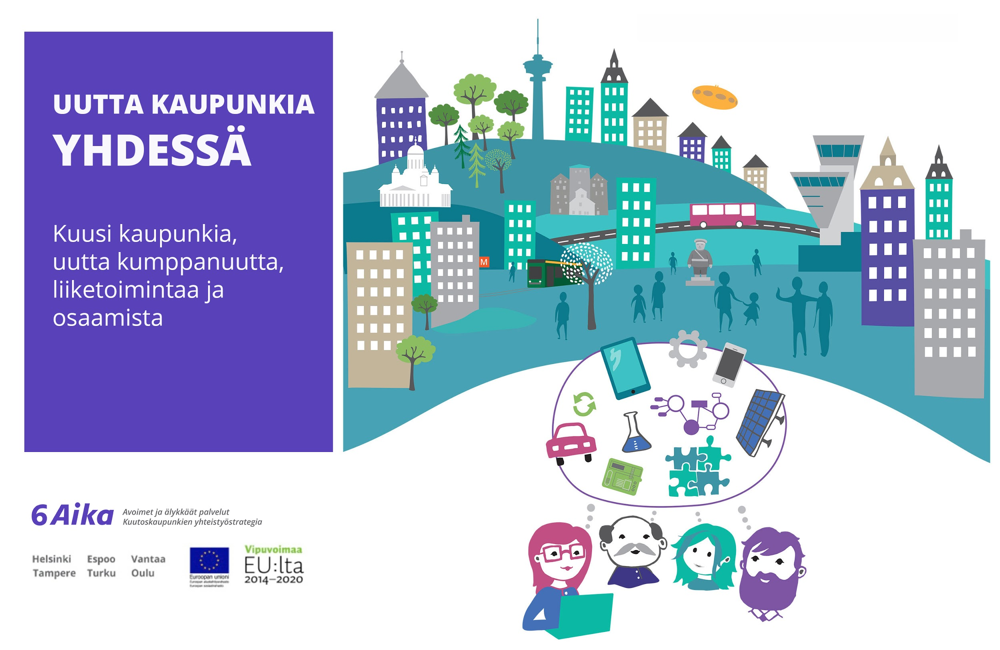 UUTTA KAUPUNKIA
YHDESSÄ
Kuusi kaupunkia,
uutta kumppanuutta,
liiketoimintaa ja
osaamista
M
6Aika
Avoimet ja älykkäät palvelut
Kuutoskaupunkien yhteistyöstrategia
Helsinki Espoo Vantaa
Tampere Turku Oulu
Euroopan unioni
Vipuvoimaa
EU:lta
2014–2020